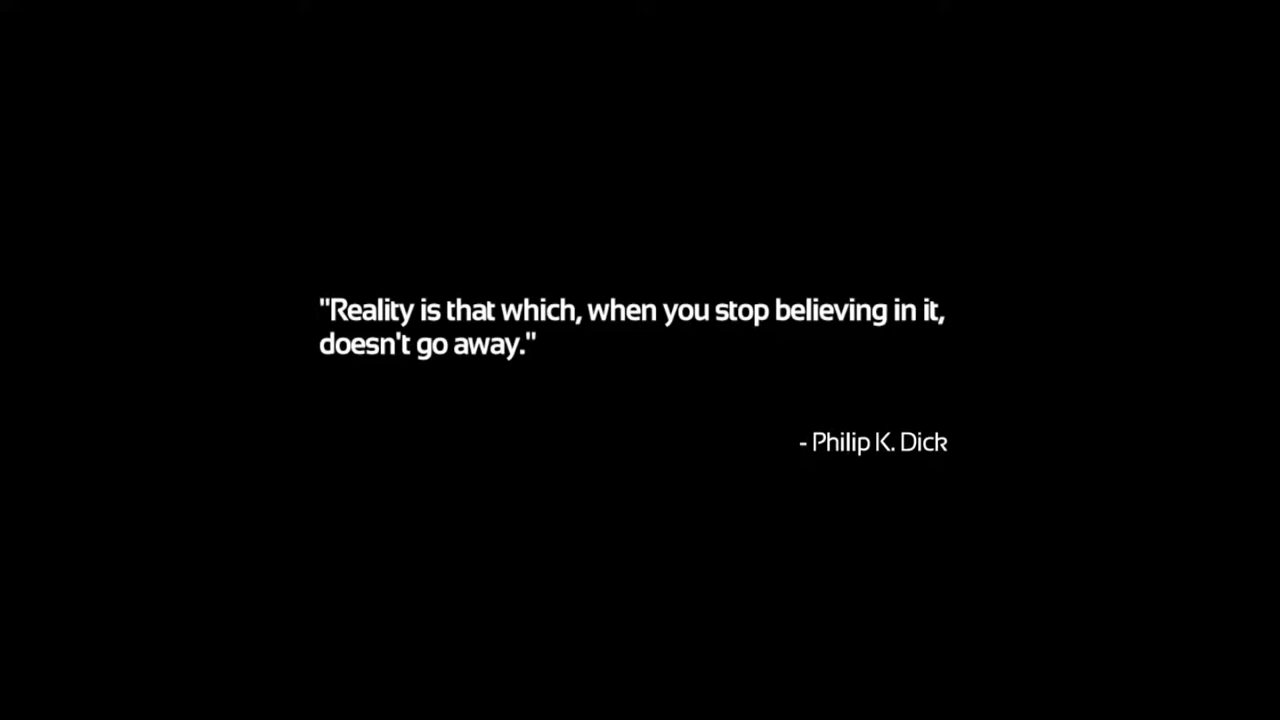 "Reality is that which, when you stop believing in it,
doesn't go away."
- Philip K. Dick